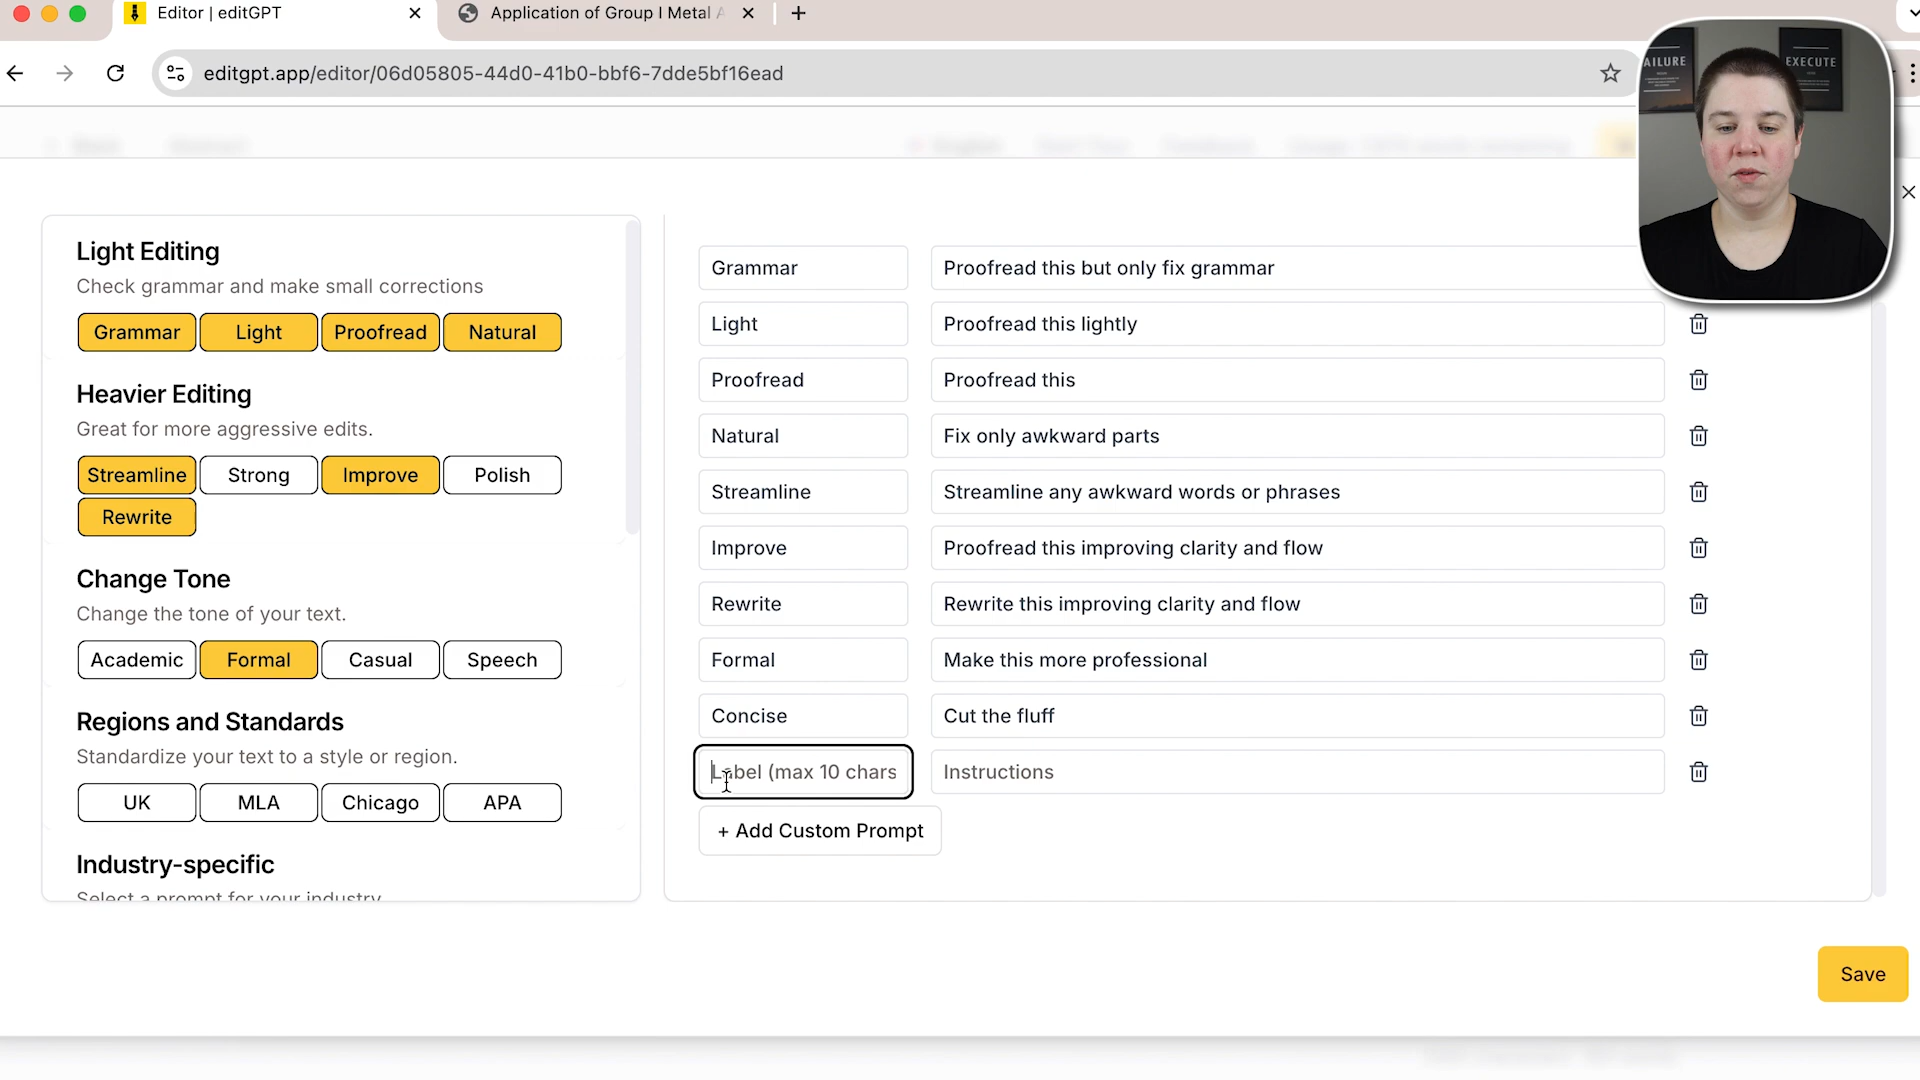 Editor | editGPT
Application of Group I Metal A
editgpt.app/editor/06d05805-44d0-41b0-bbf6-7dde5bf16ead
AILURE
EXECUTE
Light Editing
Check grammar and make small corrections
Grammar Light Proofread Natural
Heavier Editing
Great for more aggressive edits.
Streamline Strong Improve Polish
Rewrite
Change Tone
Change the tone of your text.
Academic Formal Casual Speech
Regions and Standards
Standardize your text to a style or region.
UK MLA Chicago APA
Industry-specific
Select a prompt for your industry
Grammar Proofread this but only fix grammar
Light Proofread this lightly
Proofread Proofread this
Natural Fix only awkward parts
Streamline Streamline any awkward words or phrases
Improve Proofread this improving clarity and flow
Rewrite Rewrite this improving clarity and flow
Formal Make this more professional
Concise Cut the fluff
Label (max 10 chars Instructions
+ Add Custom Prompt
Save